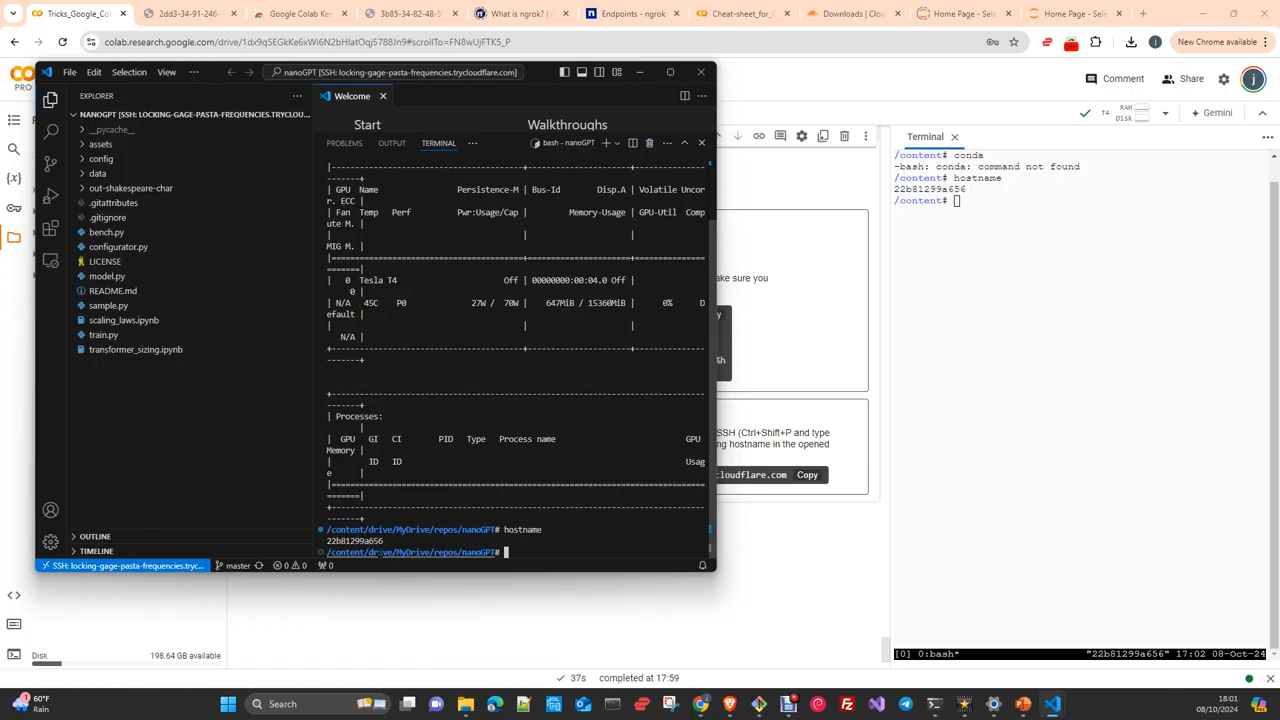 Tricks_Google_Col
2dd3-34-91-246-
Google Colab Ke
3b85-34-82-48-5
What is ngrok? |
Endpoints - ngrok
Cheat-sheet_for_
Downloads | Clou
Home Page - Sele
Home Page - Selec
colab.research.google.com/drive/1dx9qSEGkKe6xWi6N2bHlatOqj5788Jn9#scrollTo=FN8wUjFTK5_P
OFF
New Chrome available
PRO
File Edit Selection View ...
nanoGPT [SSH: locking-gage-pasta-frequencies.trycloudflare.com]
Comment
Share
T4
RAM
Disk
Gemini
EXPLORER
Welcome
NANOGPT [SSH: LOCKING-GAGE-PASTA-FREQUENCIES.TRYCLOU...
__pycache__
assets
config
data
out-shakespeare-char
.gitattributes
.gitignore
bench.py
configurator.py
LICENSE
model.py
README.md
sample.py
scaling_laws.ipynb
train.py
transformer_sizing.ipynb
OUTLINE
TIMELINE
Start
Walkthroughs
PROBLEMS OUTPUT TERMINAL ...
bash - nanoGPT
| GPU Name Persistence-M | Bus-Id Disp.A | Volatile Uncor
r. ECC |
| Fan Temp Perf Pwr:Usage/Cap | Memory-Usage | GPU-Util Comp
ute M. |
| | |
MIG M. |
|===============================+======================+================
=======|
| 0 Tesla T4 Off | 00000000:00:04.0 Off |
0 |
| N/A 45C P0 27W / 70W | 647MiB / 15360MiB | 0% D
efault |
| | |
N/A |
| Processes:
|
| GPU GI CI PID Type Process name GPU
Memory |
| ID ID Usag
e |
/content/drive/MyDrive/repos/nanoGPT# hostname
22b81299a656
/content/drive/MyDrive/repos/nanoGPT#
SSH: locking-gage-pasta-frequencies.tryc...
master
0 0
0
ake sure you
py
%h
SSH (Ctrl+Shift+P and type
ng hostname in the opened
cloudflare.com Copy
Terminal
/content# conda
-bash: conda: command not found
/content# hostname
22b81299a656
/content#
[0] 0:bash*
"22b81299a656" 17:02 08-Oct-24
Disk
198.64 GB available
37s completed at 17:59
60°F
Rain
Search
18:01
08/10/2024